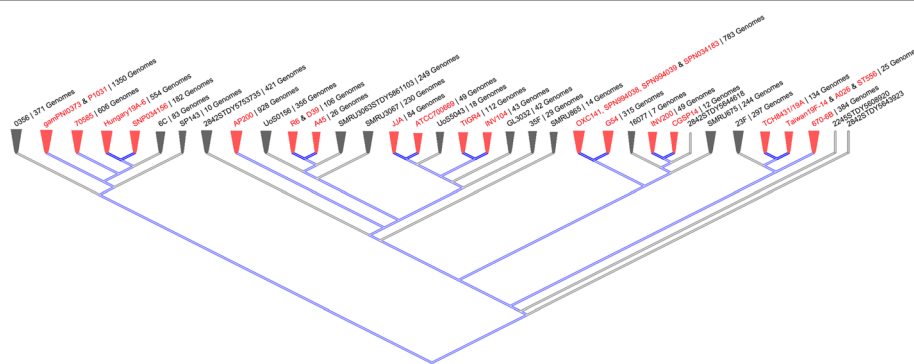 0356 | 371 Genomes
gamPNI0373 & P1031 | 1350 Genomes
70585 | 606 Genomes
Hungary19A-6 | 554 Genomes
SNP034156 | 182 Genomes
6C | 83 Genomes
SP143 | 10 Genomes
2842STDY5753735 | 421 Genomes
AP200 | 928 Genomes
UoS0156 | 356 Genomes
R6 & D39 | 106 Genomes
A45 | 26 Genomes
SMRU3063STDY5861103 | 249 Genomes
SMRU3067 | 230 Genomes
JJA | 84 Genomes
ATCC700669 | 49 Genomes
UoSS0043 | 18 Genomes
TIGR4 | 112 Genomes
INV104 | 43 Genomes
GL3032 | 42 Genomes
35F | 29 Genomes
SMRU865 | 14 Genomes
OXC141, SPN994038, SPN994039 & SPN034183 | 783 Genomes
G54 | 315 Genomes
16077 | 7 Genomes
INV200 | 49 Genomes
CGSP14 | 12 Genomes
2842STDY5644618
SMRU575 | 244 Genomes
23F | 297 Genomes
TCH8431/19A | 134 Genomes
Taiwan19F-14 & A026 & ST556 | 25 Genomes
670-6B | 384 Genomes
2245STDY5608920
2842STDY5643923